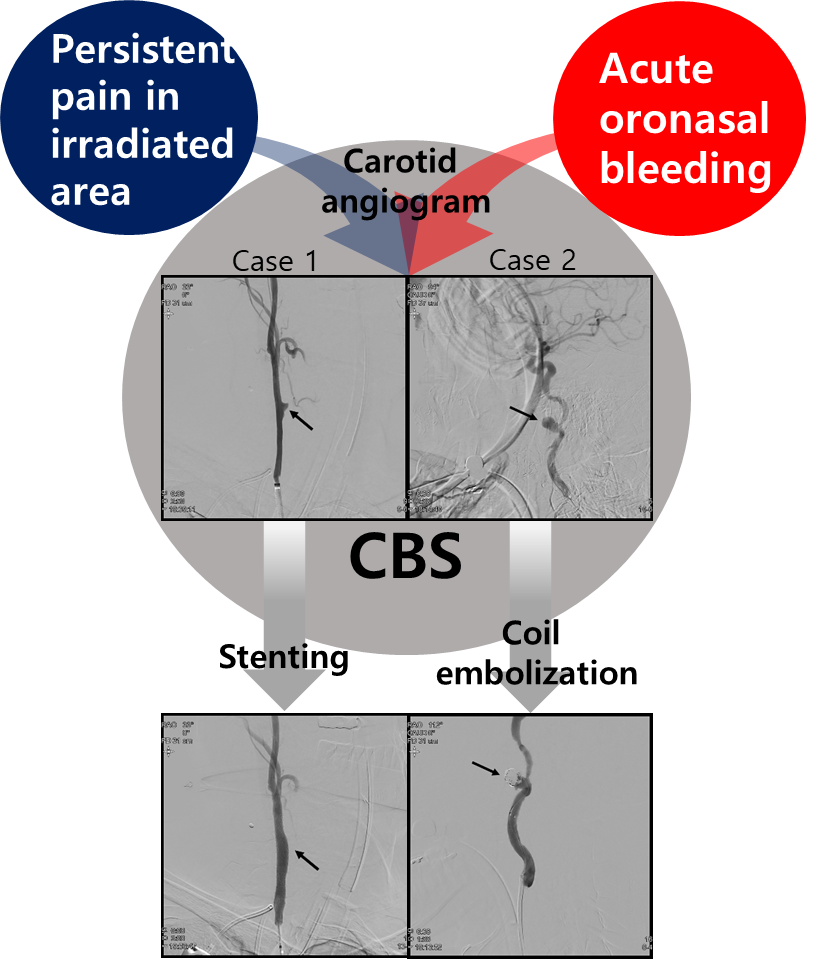 Persistent
pain in
irradiated
area
Acute
oronasal
bleeding
Carotid
angiogram
Case 1
Case 2
CBS
Stenting
Coil
embolization